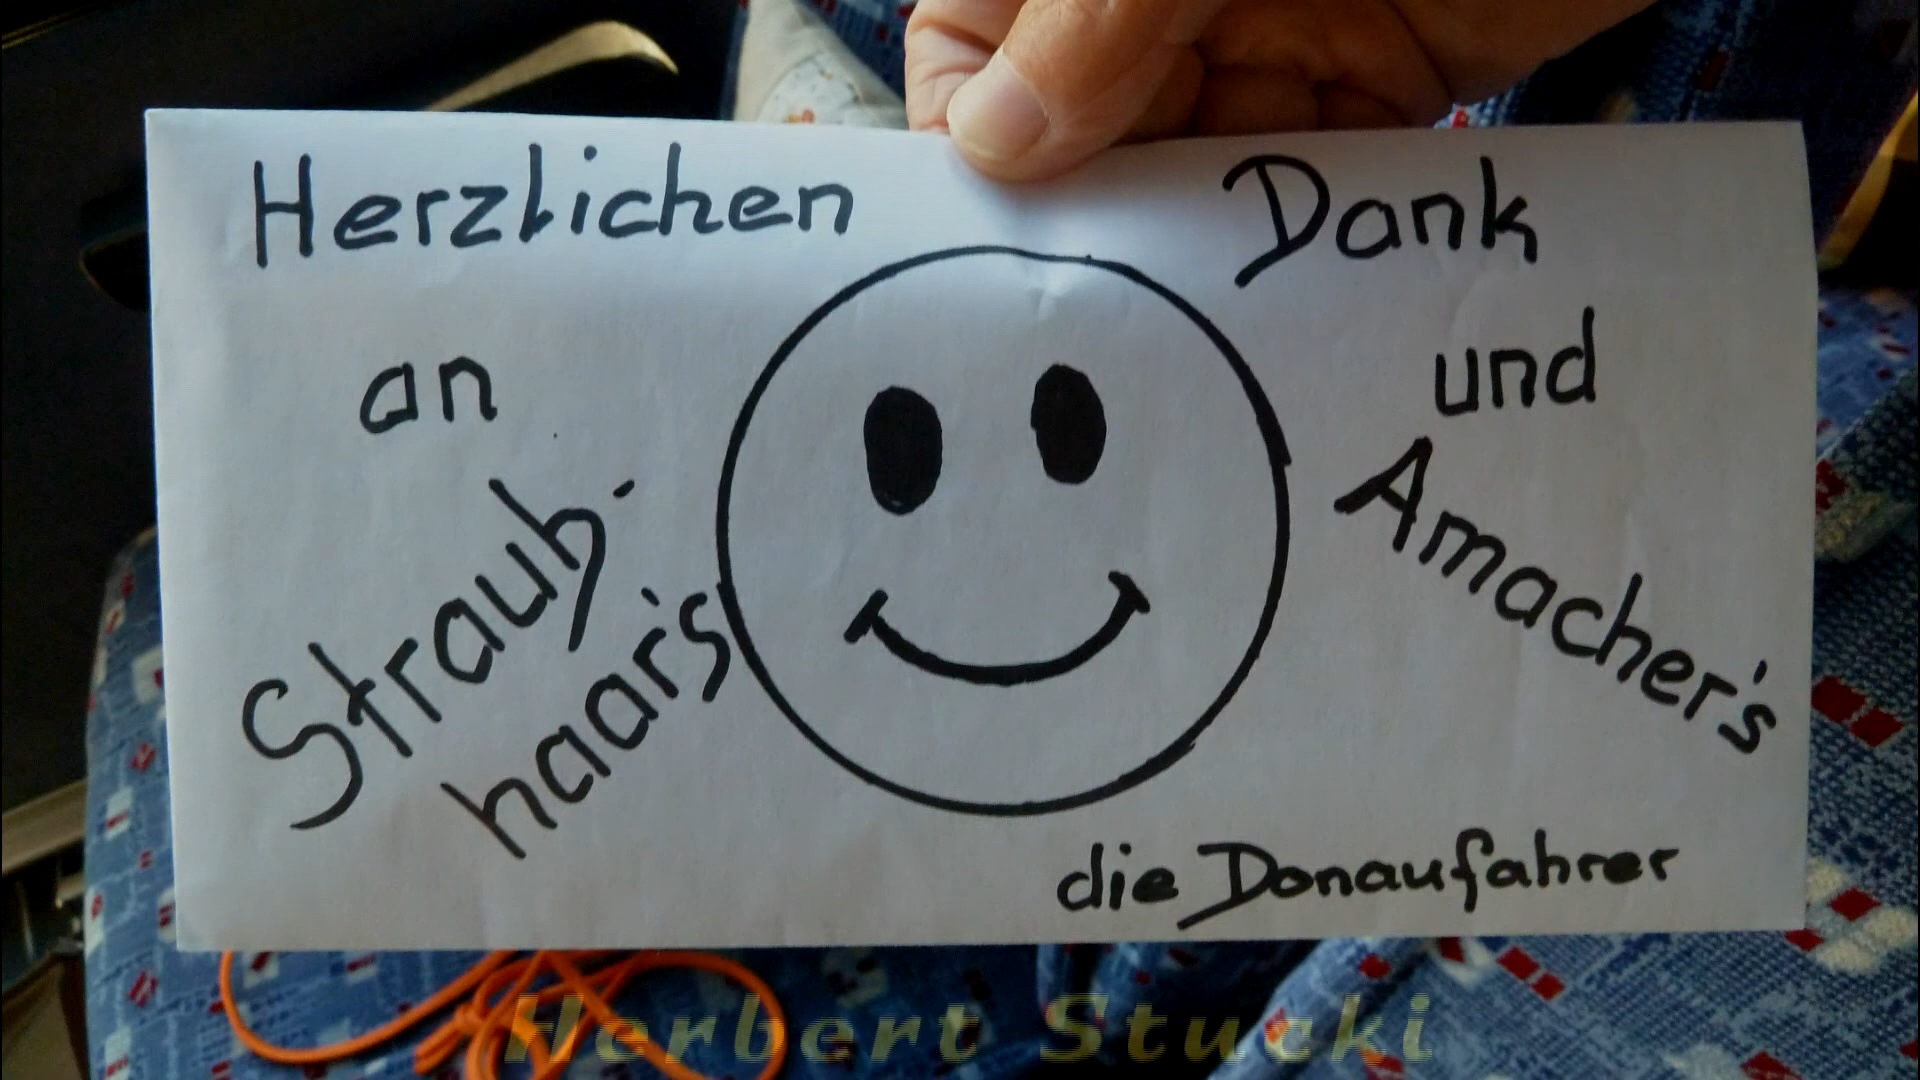 Herzlichen Dank
an und
Straub-
haar's
Amacher's
die Donaufahrer
Herbert Stucki